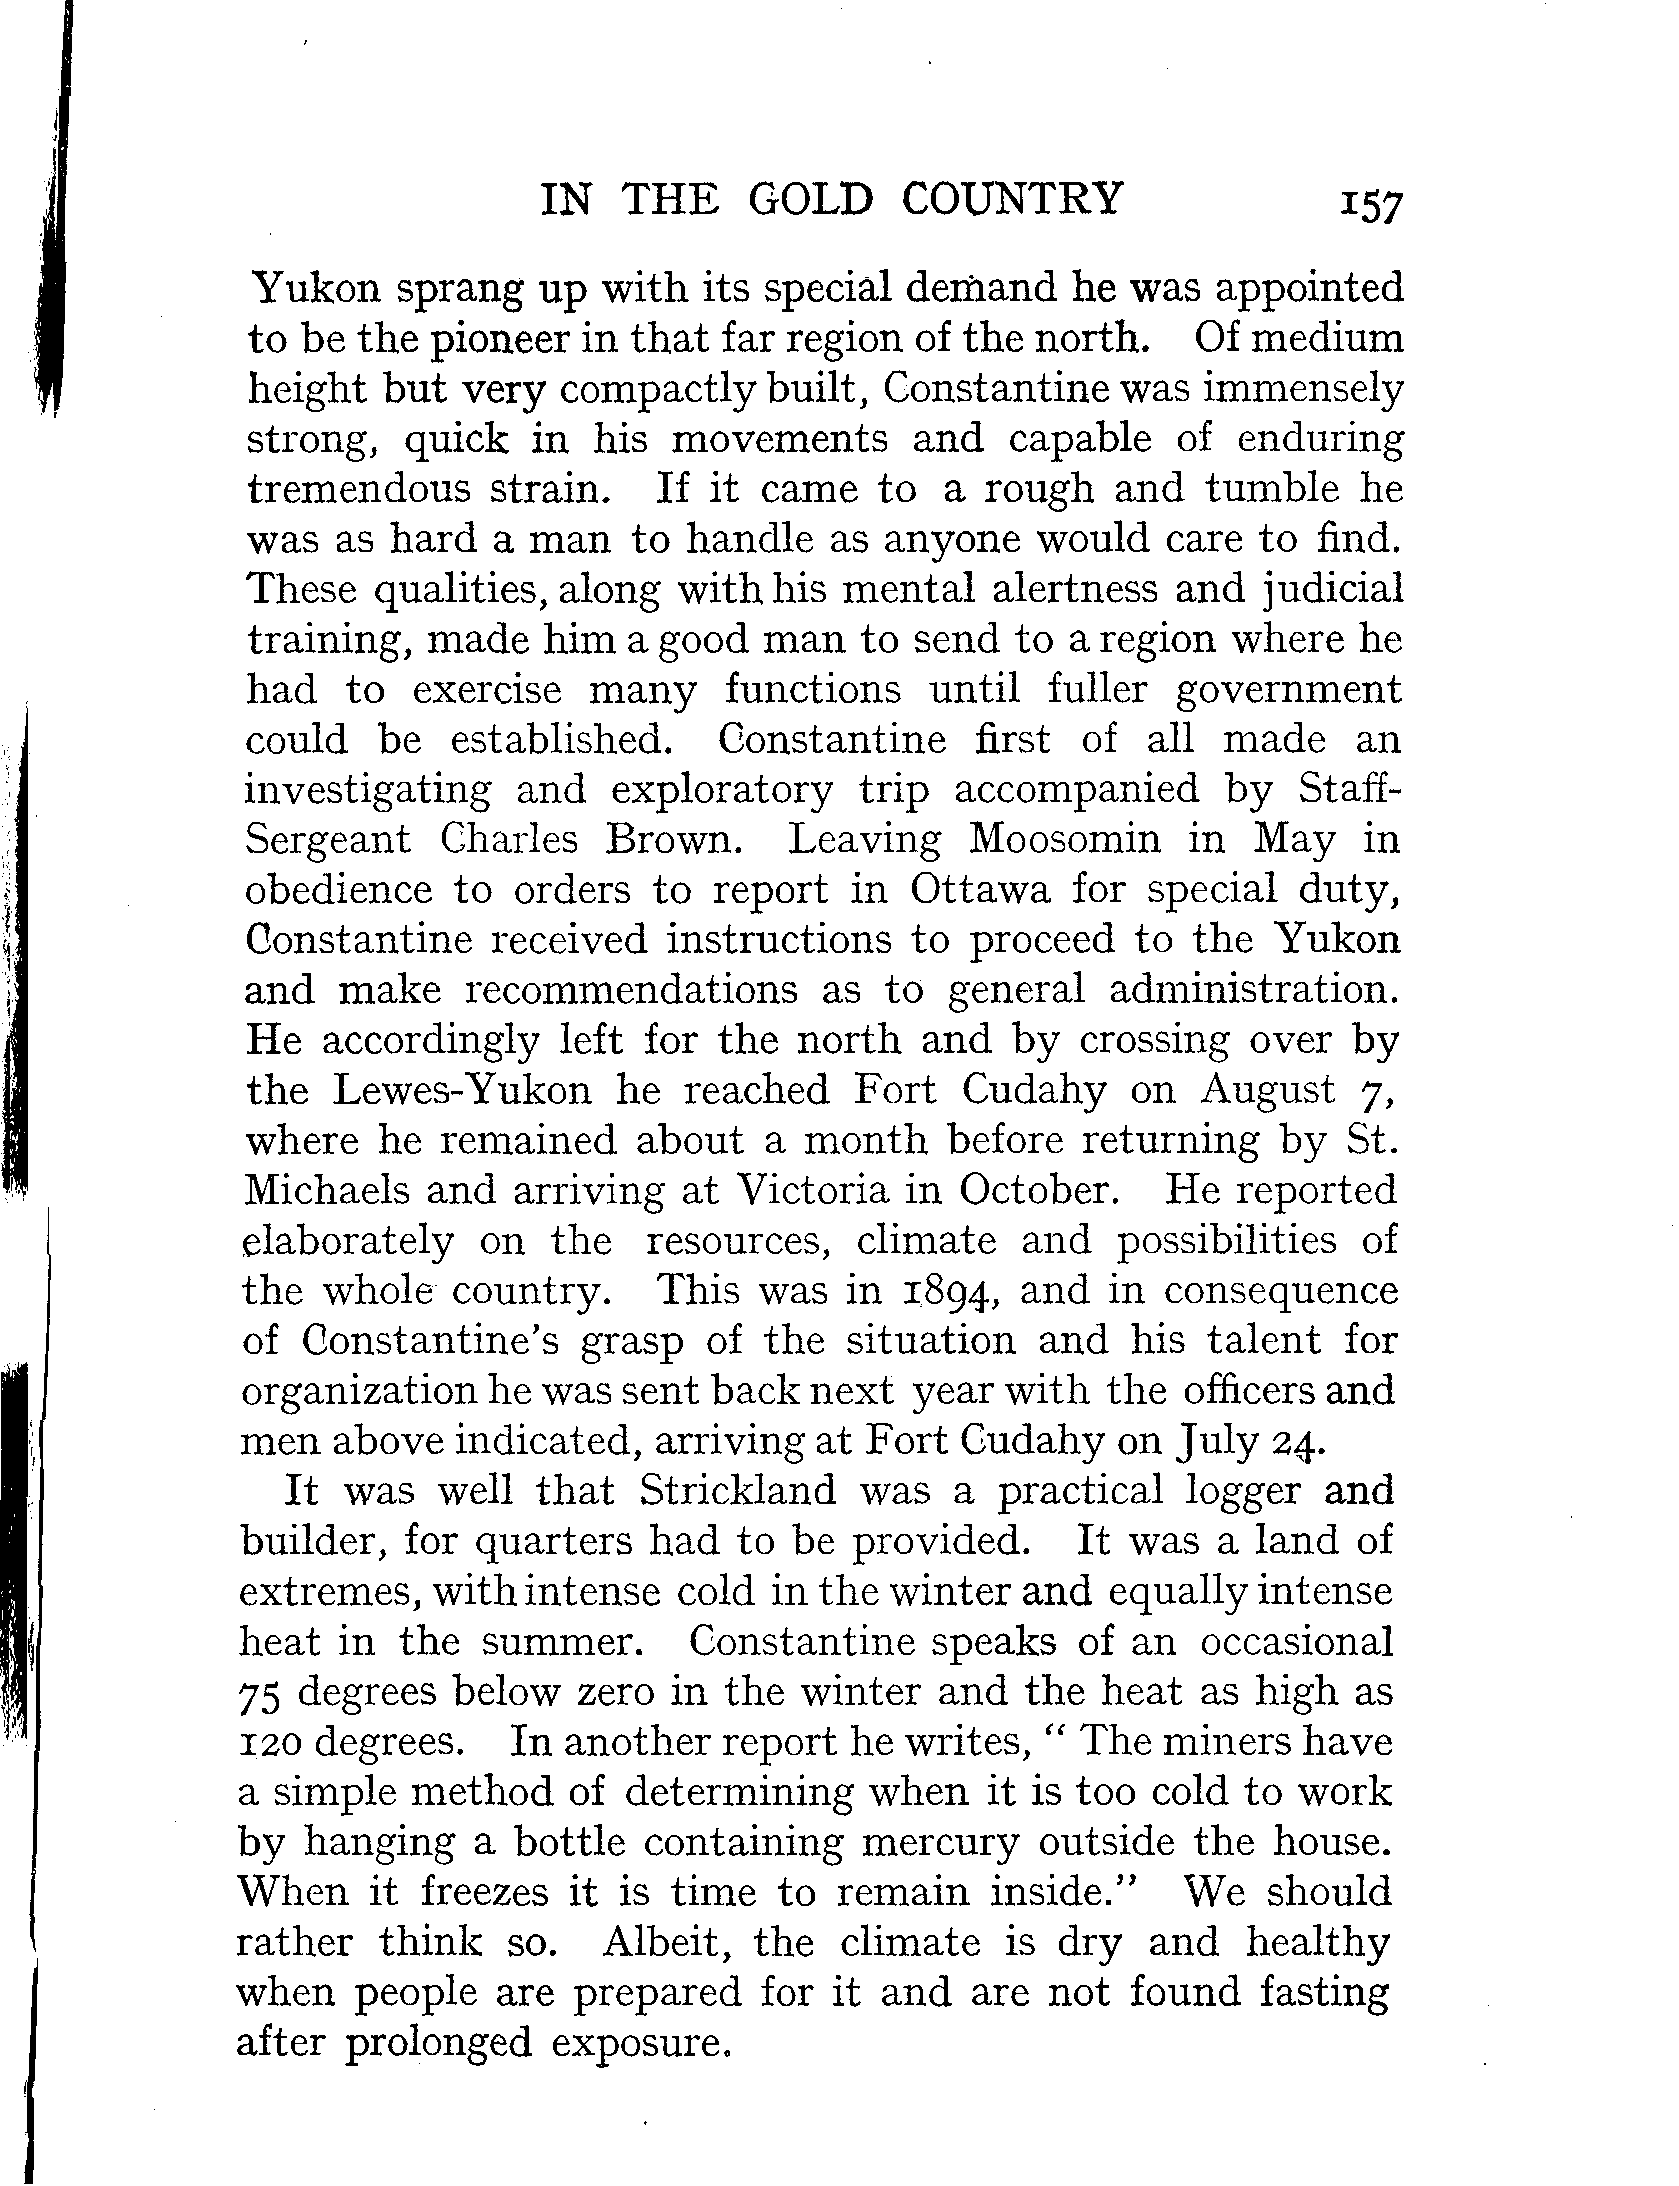 IN THE GOLD COUNTRY 157
Yukon sprang up with its special demand he was appointed
to be the pioneer in that far region of the north. Of medium
height but very compactly built, Constantine was immensely
strong, quick in his movements and capable of enduring
tremendous strain. If it came to a rough and tumble he
was as hard a man to handle as anyone would care to find.
These qualities, along with his mental alertness and judicial
training, made him a good man to send to a region where he
had to exercise many functions until fuller government
could be established. Constantine first of all made an
investigating and exploratory trip accompanied by Staff-
Sergeant Charles Brown. Leaving Moosomin in May in
obedience to orders to report in Ottawa for special duty,
Constantine received instructions to proceed to the Yukon
and make recommendations as to general administration.
He accordingly left for the north and by crossing over by
the Lewes-Yukon he reached Fort Cudahy on August 7,
where he remained about a month before returning by St.
Michaels and arriving at Victoria in October. He reported
elaborately on the resources, climate and possibilities of
the whole country. This was in 1894, and in consequence
of Constantine's grasp of the situation and his talent for
organization he was sent back next year with the officers and
men above indicated, arriving at Fort Cudahy on July 24.
It was well that Strickland was a practical logger and
builder, for quarters had to be provided. It was a land of
extremes, with intense cold in the winter and equally intense
heat in the summer. Constantine speaks of an occasional
75 degrees below zero in the winter and the heat as high as
120 degrees. In another report he writes, " The miners have
a simple method of determining when it is too cold to work
by hanging a bottle containing mercury outside the house.
When it freezes it is time to remain inside." We should
rather think so. Albeit, the climate is dry and healthy
when people are prepared for it and are not found fasting
after prolonged exposure.